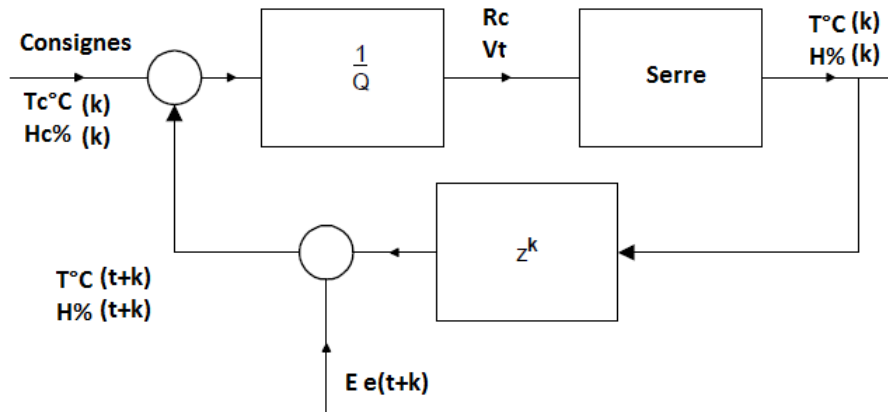 Consignes
Tc°C (k)
Hc% (k)
1
Q
Rc
Vt
Serre
T°C (k)
H% (k)
z^k
T°C (t+k)
H% (t+k)
E e(t+k)